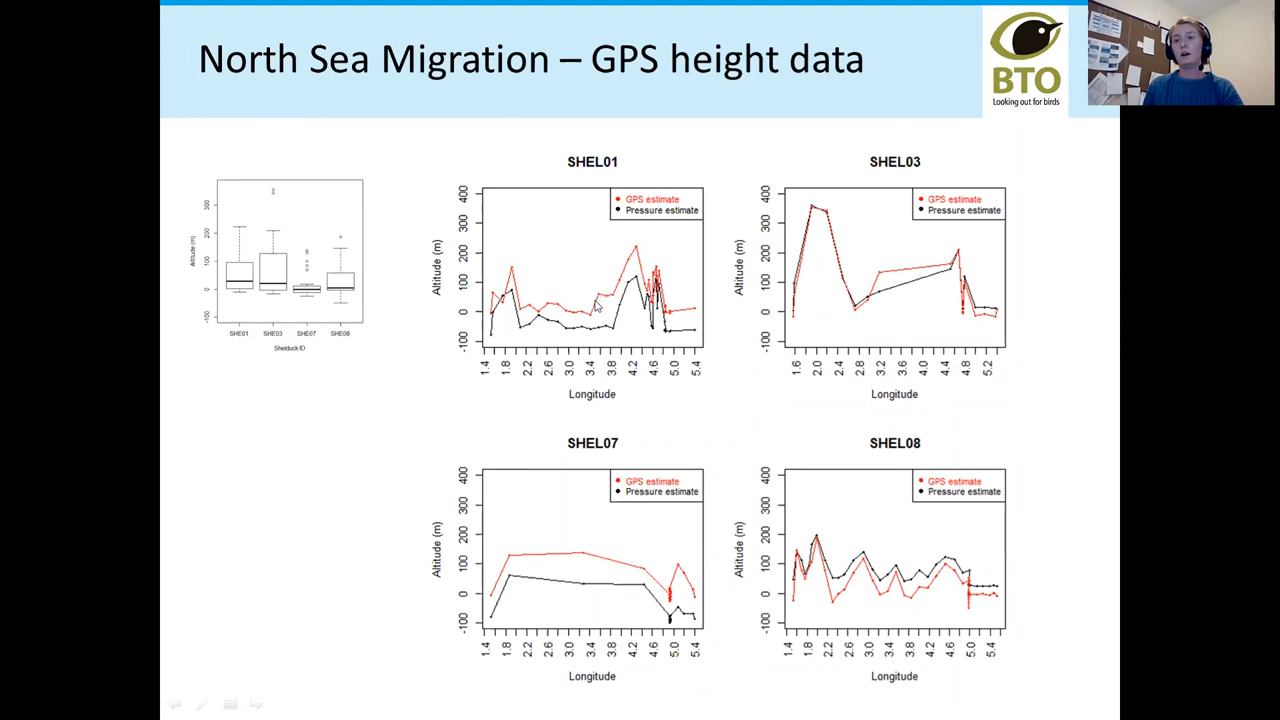 North Sea Migration – GPS height data
BTO
Looking out for birds
Altitude (m)
300
200
100
0
-100
SHE01 SHE03 SHE07 SHE08
Shelduck ID
SHEL01
GPS estimate
Pressure estimate
Altitude (m)
400
300
200
100
0
-100
1.4 1.8 2.2 2.6 3.0 3.4 3.8 4.2 4.6 5.0 5.4
Longitude
SHEL03
GPS estimate
Pressure estimate
Altitude (m)
400
300
200
100
0
-100
1.6 2.0 2.4 2.8 3.2 3.6 4.0 4.4 4.8 5.2
Longitude
SHEL07
GPS estimate
Pressure estimate
Altitude (m)
400
300
200
100
0
-100
1.4 1.8 2.2 2.6 3.0 3.4 3.8 4.2 4.6 5.0 5.4
Longitude
SHEL08
GPS estimate
Pressure estimate
Altitude (m)
400
300
200
100
0
-100
1.4 1.8 2.2 2.6 3.0 3.4 3.8 4.2 4.6 5.0 5.4
Longitude